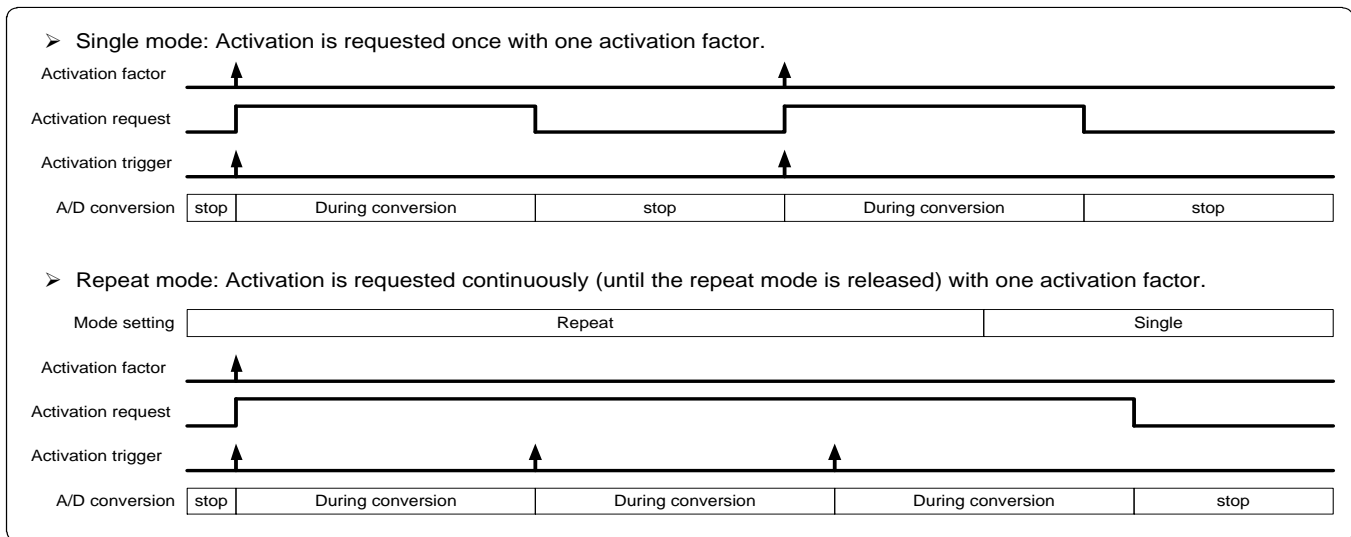 ➢ Single mode: Activation is requested once with one activation factor.
Activation factor
Activation request
Activation trigger
A/D conversion stop During conversion stop During conversion stop
➢ Repeat mode: Activation is requested continuously (until the repeat mode is released) with one activation factor.
Mode setting Repeat Single
Activation factor
Activation request
Activation trigger
A/D conversion stop During conversion During conversion During conversion stop